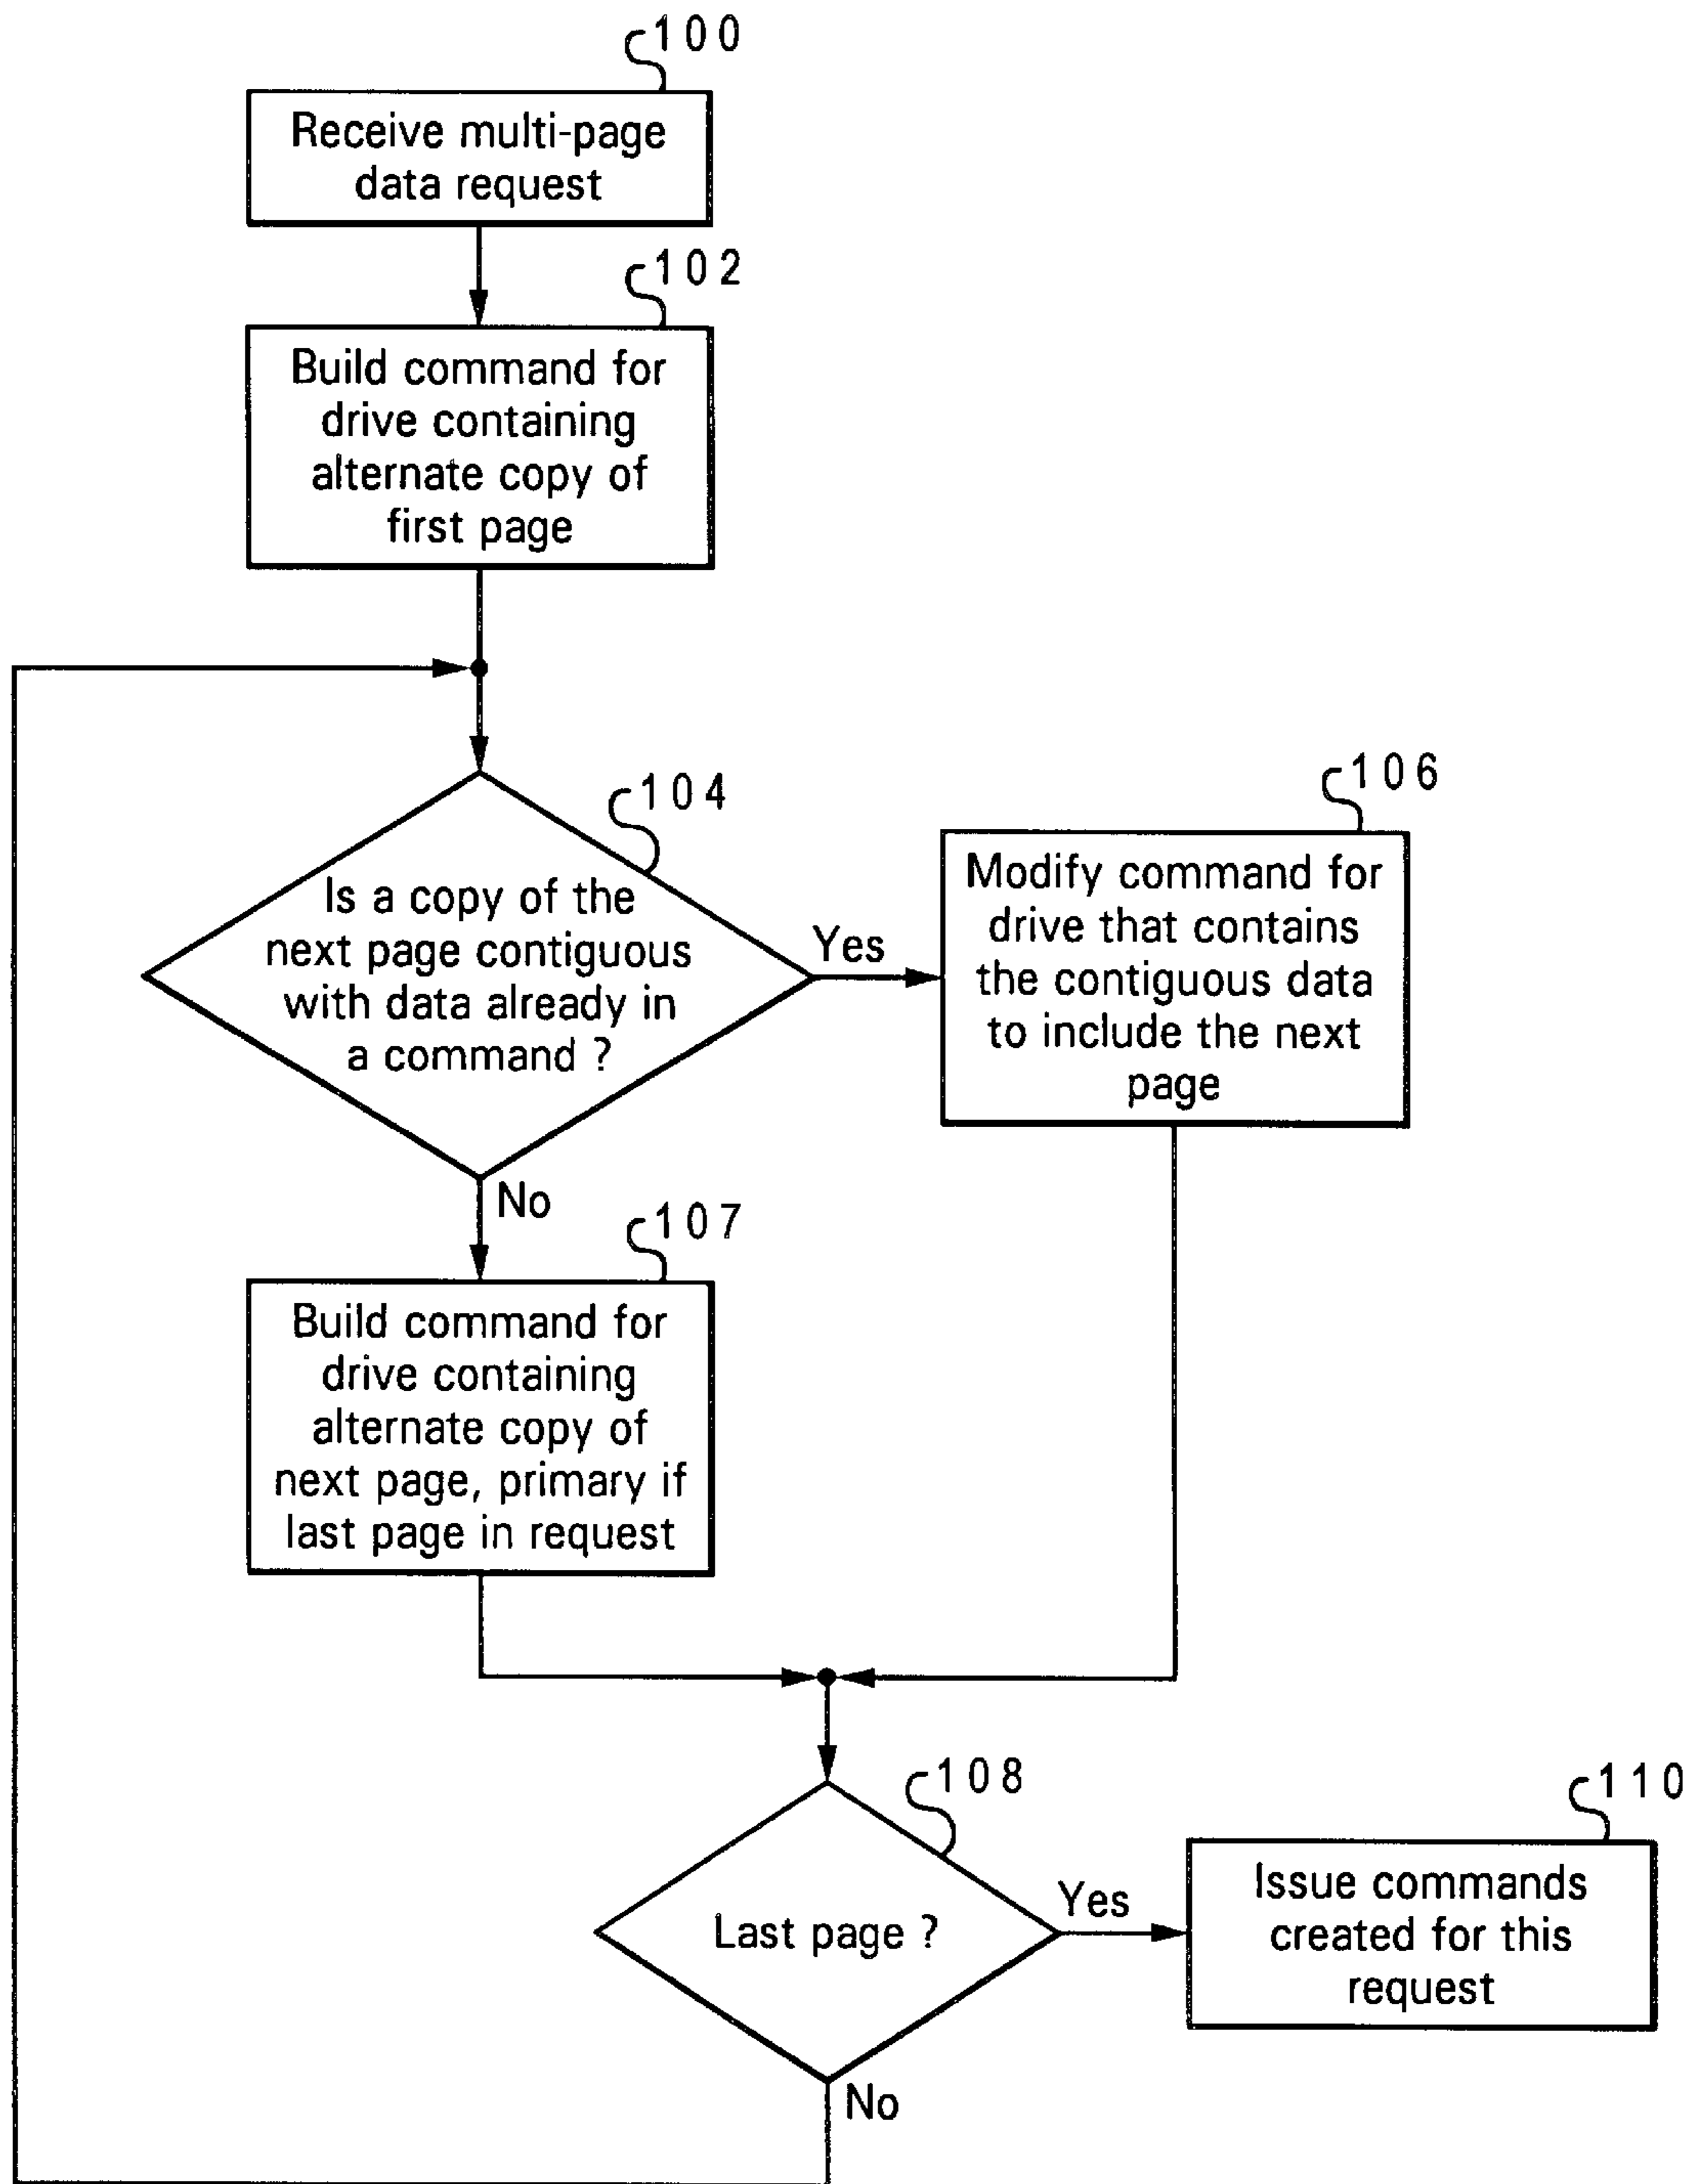 100
Receive multi-page
data request
102
Build command for
drive containing
alternate copy of
first page
104
Is a copy of the
next page contiguous
with data already in
a command ?
Yes
106
Modify command for
drive that contains
the contiguous data
to include the next
page
No
107
Build command for
drive containing
alternate copy of
next page, primary if
last page in request
108
Last page ?
Yes
110
Issue commands
created for this
request
No